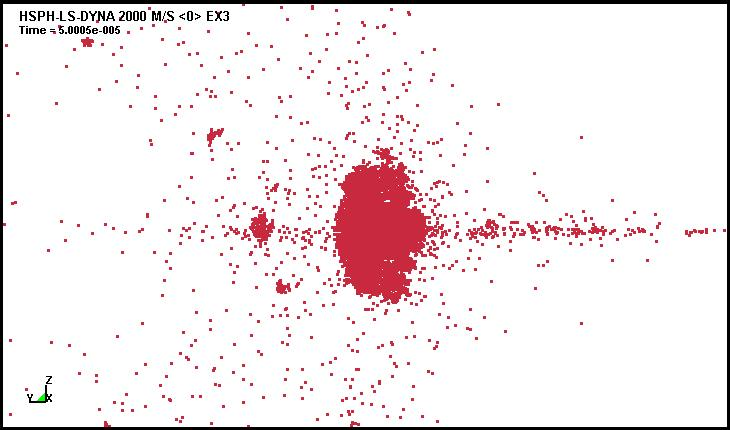 HSPH-LS-DYNA 2000 M/S <0> EX3
Time = 5.0005e-005
Z
Y X